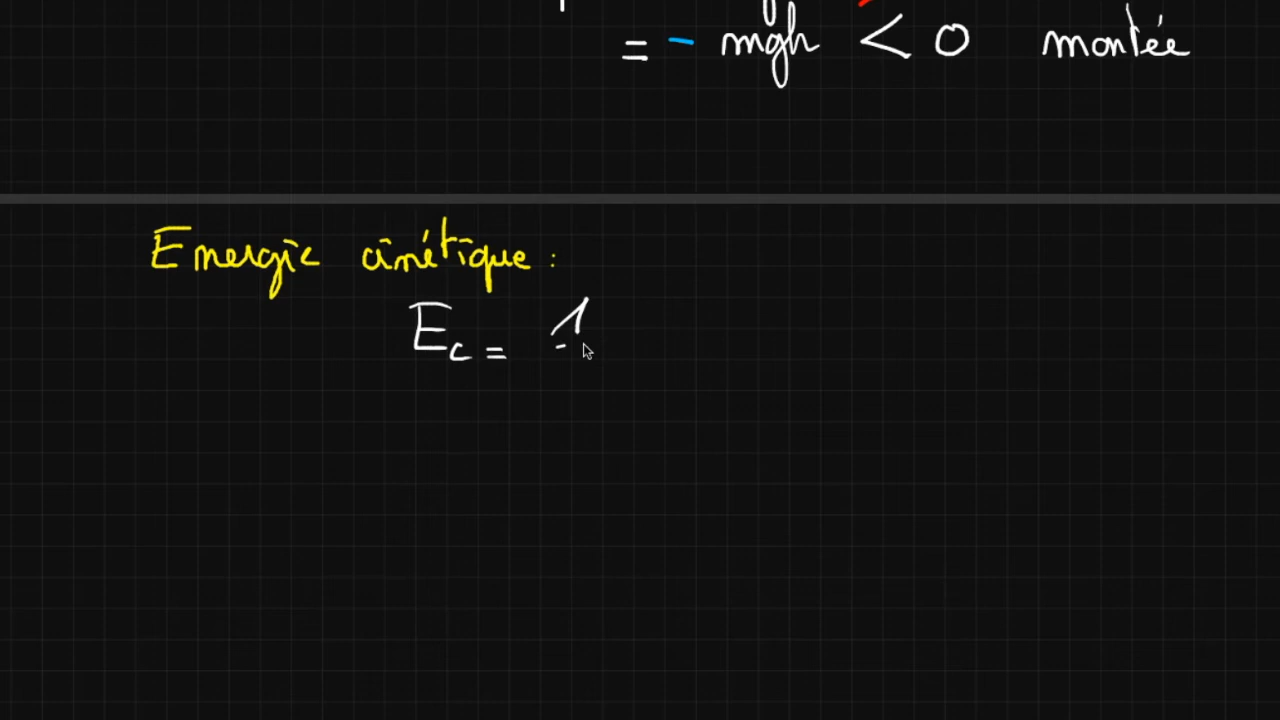 = - mgh < 0 montée
Energie cinétique :
Ec = 1